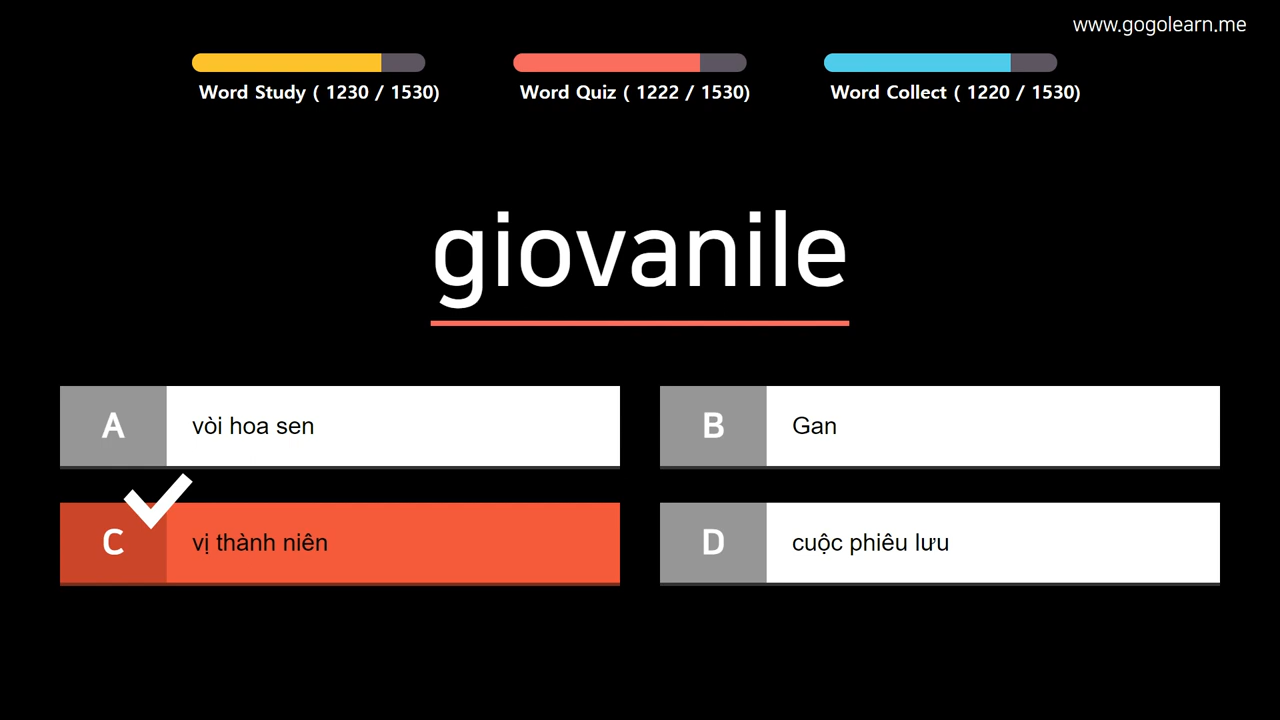 www.gogolearn.me
Word Study ( 1230 / 1530)
Word Quiz ( 1222 / 1530)
Word Collect ( 1220 / 1530)
giovanile
A vòi hoa sen
B Gan
C vị thành niên
D cuộc phiêu lưu